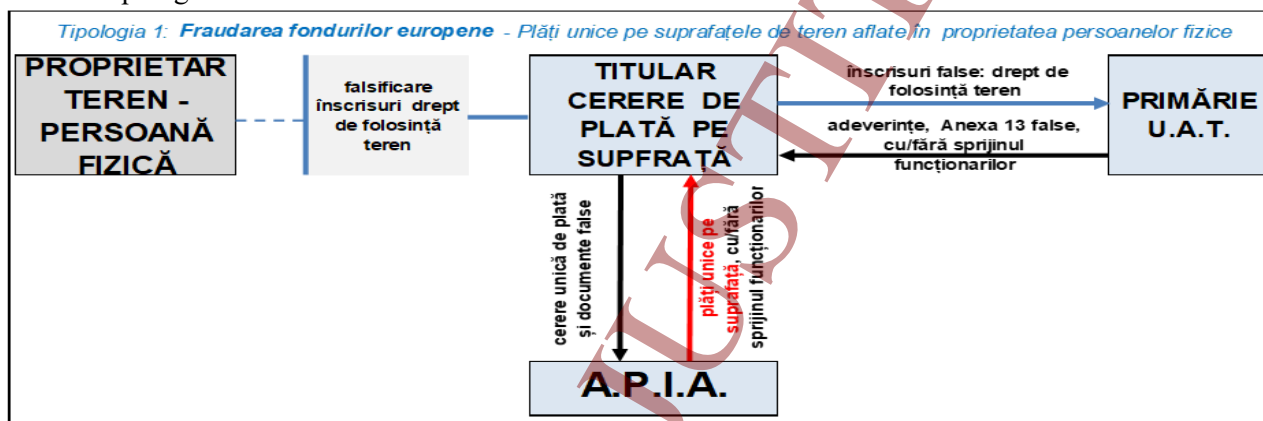 Tipologia 1: Fraudarea fondurilor europene - Plăți unice pe suprafațele de teren aflate în proprietatea persoanelor fizice
PROPRIETAR
TEREN -
PERSOANĂ
FIZICĂ
falsificare
înscrisuri drept
de folosință
teren
TITULAR
CERERE DE
PLATĂ PE
SUPFRAȚĂ
înscrisuri false: drept de
folosință teren
adeverințe, Anexa 13 false,
cu/fără sprijinul
funcționarilor
PRIMĂRIE
U.A.T.
cerere unică de plată
și documente false
plăți unice pe
suprafață, cu/fără
sprijinul funcționarilor
A.P.I.A.
JUSTIȚ